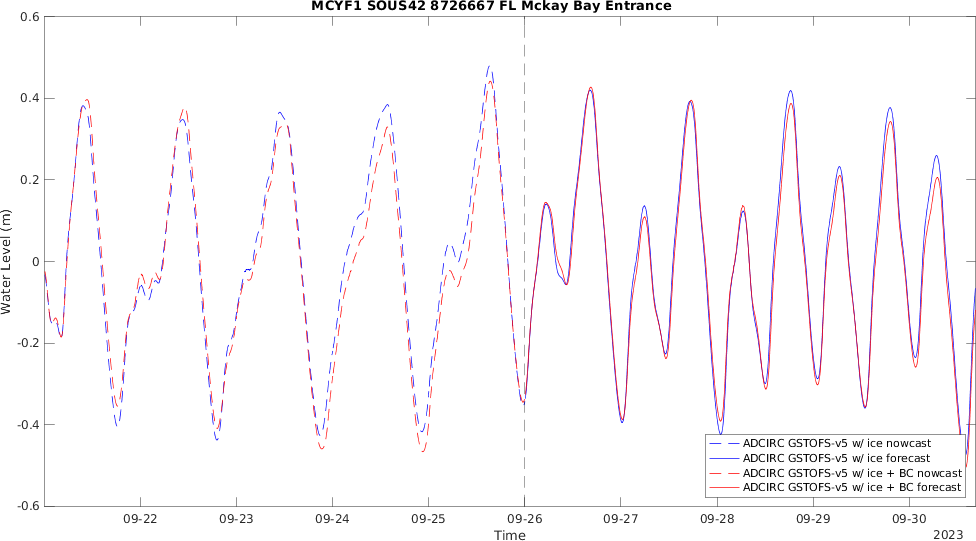 MCYF1 SOUS42 8726667 FL Mckay Bay Entrance
0.6
0.4
0.2
0
-0.2
-0.4
-0.6
Water Level (m)
ADCIRC GSTOFS-v5 w/ ice nowcast
ADCIRC GSTOFS-v5 w/ ice forecast
ADCIRC GSTOFS-v5 w/ ice + BC nowcast
ADCIRC GSTOFS-v5 w/ ice + BC forecast
09-22 09-23 09-24 09-25 09-26 09-27 09-28 09-29 09-30
Time
2023